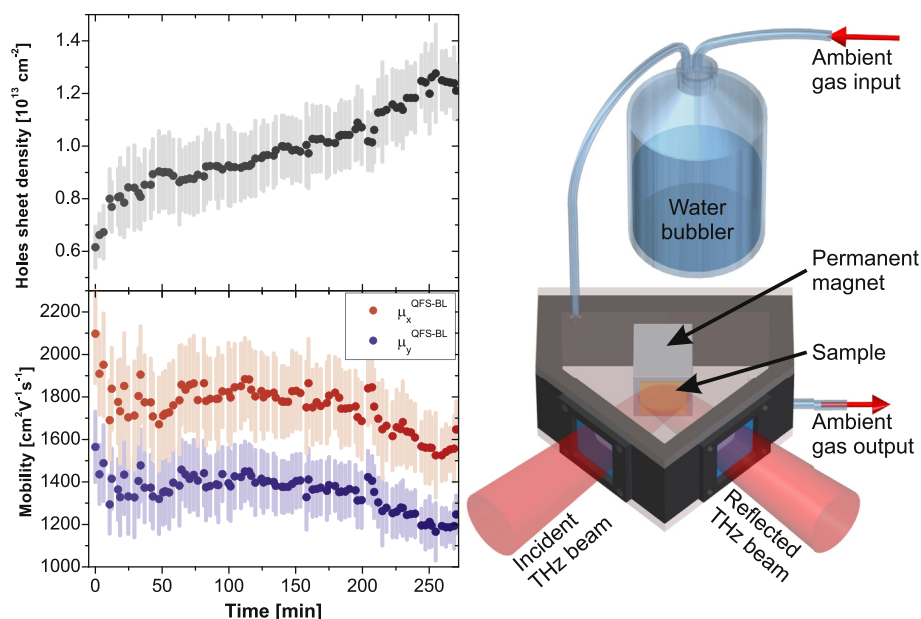 Holes sheet density [10¹³ cm⁻²]
1.4
1.2
1.0
0.8
0.6
Mobility [cm²V⁻¹s⁻¹]
2200
2000
1800
1600
1400
1200
1000
μₓ^QFS-BL
μ_y^QFS-BL
0
50
100
150
200
250
Time [min]
Ambient
gas input
Water
bubbler
Permanent
magnet
Sample
Ambient
gas output
Incident
THz beam
Reflected
THz beam